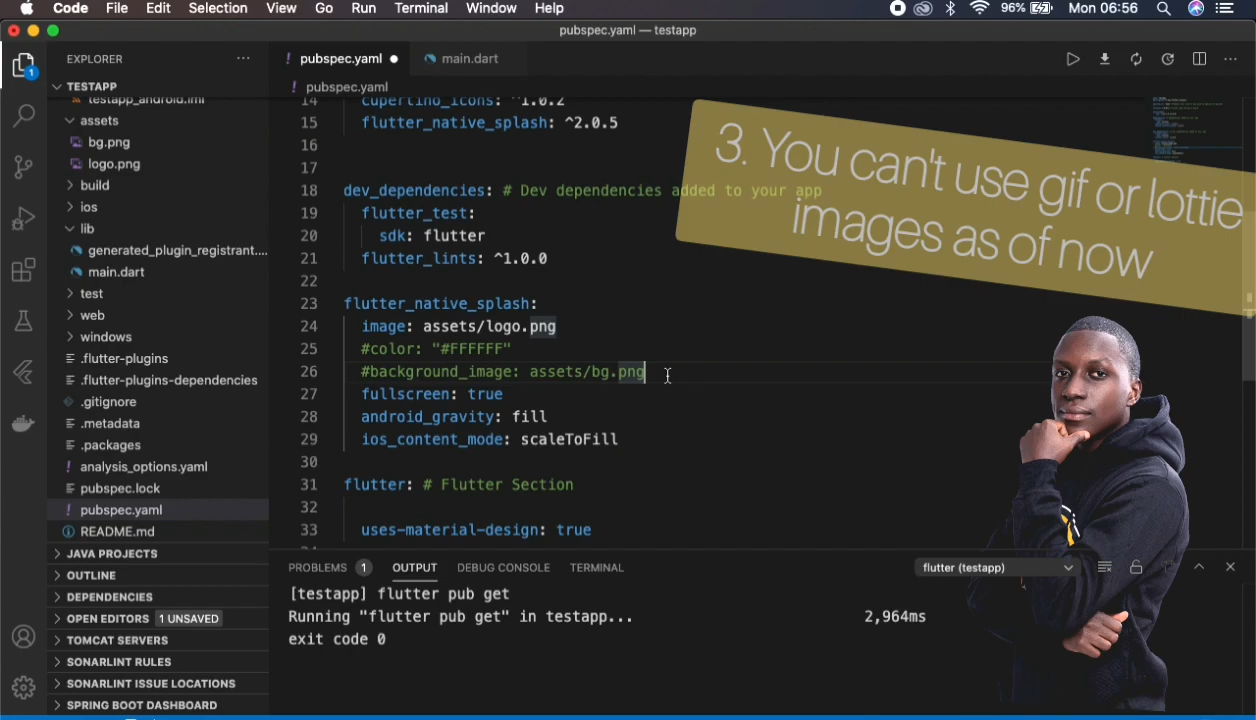 Code File Edit Selection View Go Run Terminal Window Help 96% Mon 06:56
pubspec.yaml — testapp
EXPLORER
TESTAPP
testapp_android.iml
assets
bg.png
logo.png
build
ios
lib
generated_plugin_registrant....
main.dart
test
web
windows
.flutter-plugins
.flutter-plugins-dependencies
.gitignore
.metadata
.packages
analysis_options.yaml
pubspec.lock
pubspec.yaml
README.md
JAVA PROJECTS
OUTLINE
DEPENDENCIES
OPEN EDITORS 1 UNSAVED
TOMCAT SERVERS
SONARLINT RULES
SONARLINT ISSUE LOCATIONS
SPRING BOOT DASHBOARD
1
! pubspec.yaml ● main.dart
! pubspec.yaml
14 cupertino_icons: ^1.0.2
15 flutter_native_splash: ^2.0.5
16
17
18 dev_dependencies: # Dev dependencies added to your app
19 flutter_test:
20 sdk: flutter
21 flutter_lints: ^1.0.0
22
23 flutter_native_splash:
24 image: assets/logo.png
25 #color: "#FFFFFF"
26 #background_image: assets/bg.png
27 fullscreen: true
28 android_gravity: fill
29 ios_content_mode: scaleToFill
30
31 flutter: # Flutter Section
32
33 uses-material-design: true
3. You can't use gif or lottie
images as of now
PROBLEMS 1 OUTPUT DEBUG CONSOLE TERMINAL flutter (testapp)
[testapp] flutter pub get
Running "flutter pub get" in testapp... 2,964ms
exit code 0